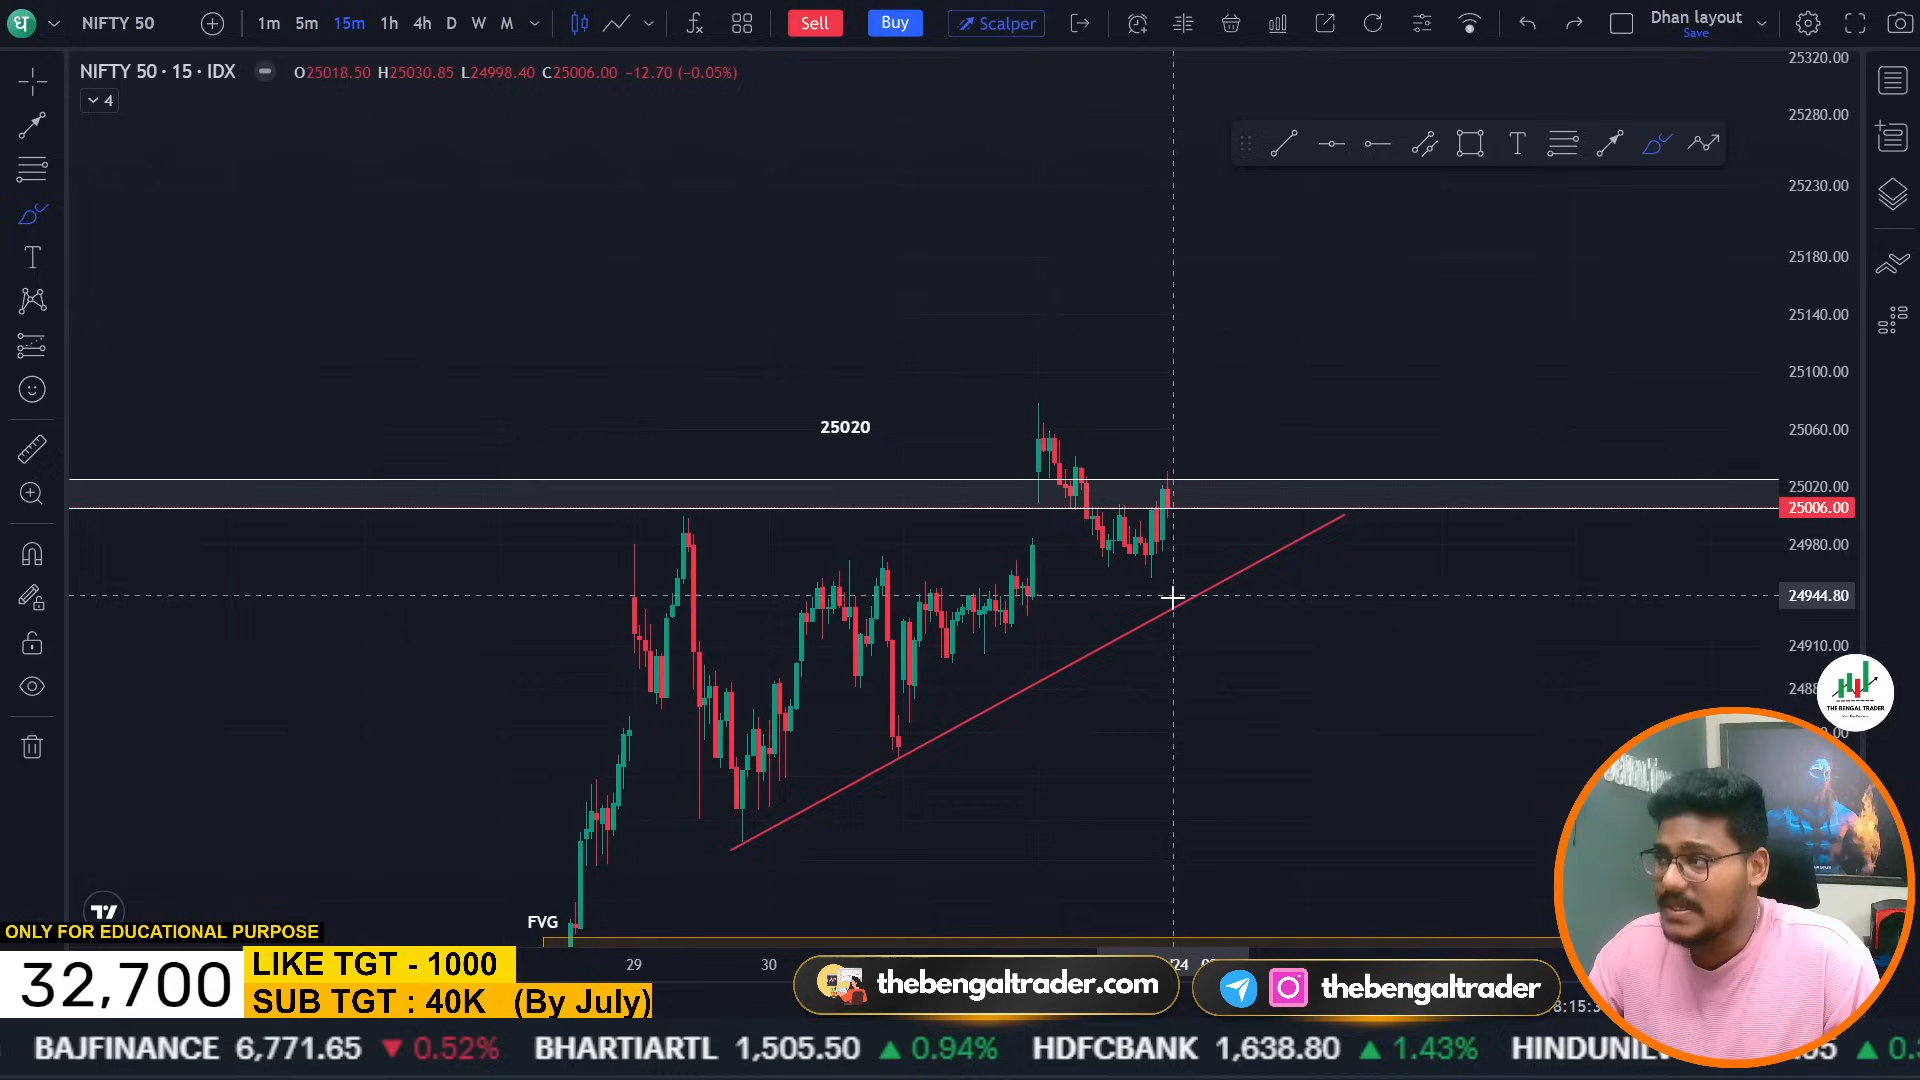 धा NIFTY 50 1m 5m 15m 1h 4h D W M Sell Buy Scalper Dhan layout
Save
NIFTY 50 · 15 · IDX O25018.50 H25030.85 L24998.40 C25006.00 −12.70 (−0.05%)
4
25320.00
25280.00
25230.00
25180.00
25140.00
25100.00
25060.00
25020
25020.00
25006.00
24980.00
24944.80
24910.00
THE BENGAL TRADER
FVG
ONLY FOR EDUCATIONAL PURPOSE
29 30
32,700
LIKE TGT - 1000
SUB TGT : 40K (By July)
thebengaltrader.com
thebengaltrader
BAJFINANCE 6,771.65 ▼ 0.52% BHARTIARTL 1,505.50 ▲ 0.94% HDFCBANK 1,638.80 ▲ 1.43%